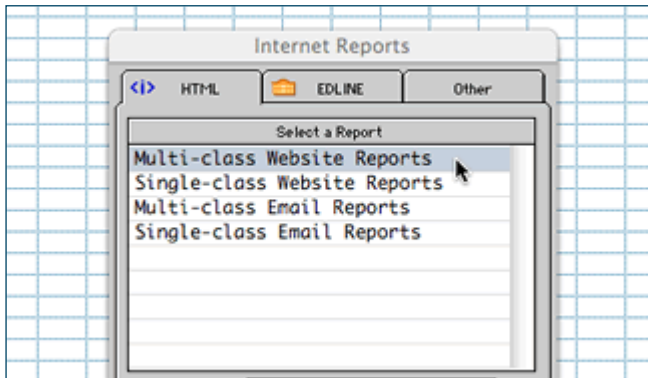 Internet Reports
<i> HTML EDLINE Other
Select a Report
Multi-class Website Reports
Single-class Website Reports
Multi-class Email Reports
Single-class Email Reports